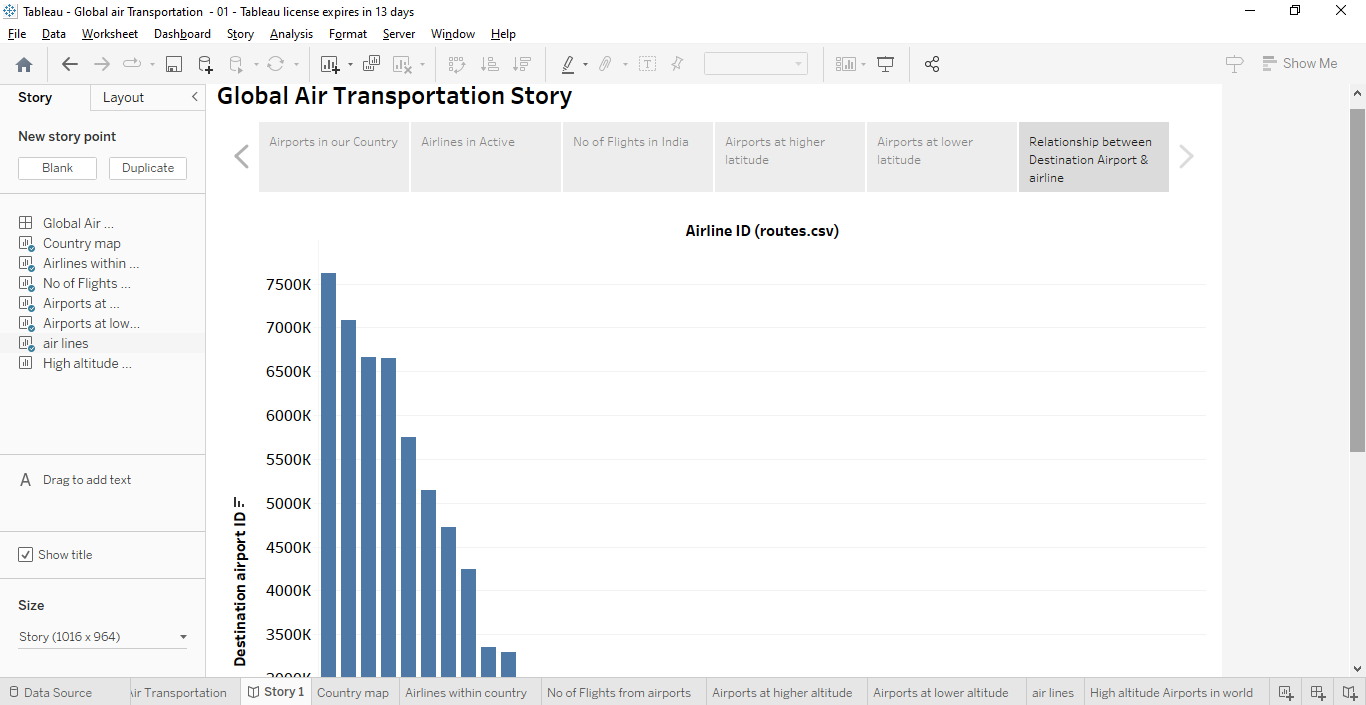 Tableau - Global air Transportation - 01 - Tableau license expires in 13 days
File Data Worksheet Dashboard Story Analysis Format Server Window Help
Show Me
Story Layout
New story point
Blank Duplicate
Global Air ...
Country map
Airlines within ...
No of Flights ...
Airports at ...
Airports at low...
air lines
High altitude ...
A Drag to add text
Show title
Size
Story (1016 x 964)
Global Air Transportation Story
Airports in our Country
Airlines in Active
No of Flights in India
Airports at higher
latitude
Airports at lower
latitude
Relationship between
Destination Airport &
airline
Airline ID (routes.csv)
Destination airport ID
7500K
7000K
6500K
6000K
5500K
5000K
4500K
4000K
3500K
3000K
Data Source Air Transportation Story 1 Country map Airlines within country No of Flights from airports Airports at higher altitude Airports at lower altitude air lines High altitude Airports in world